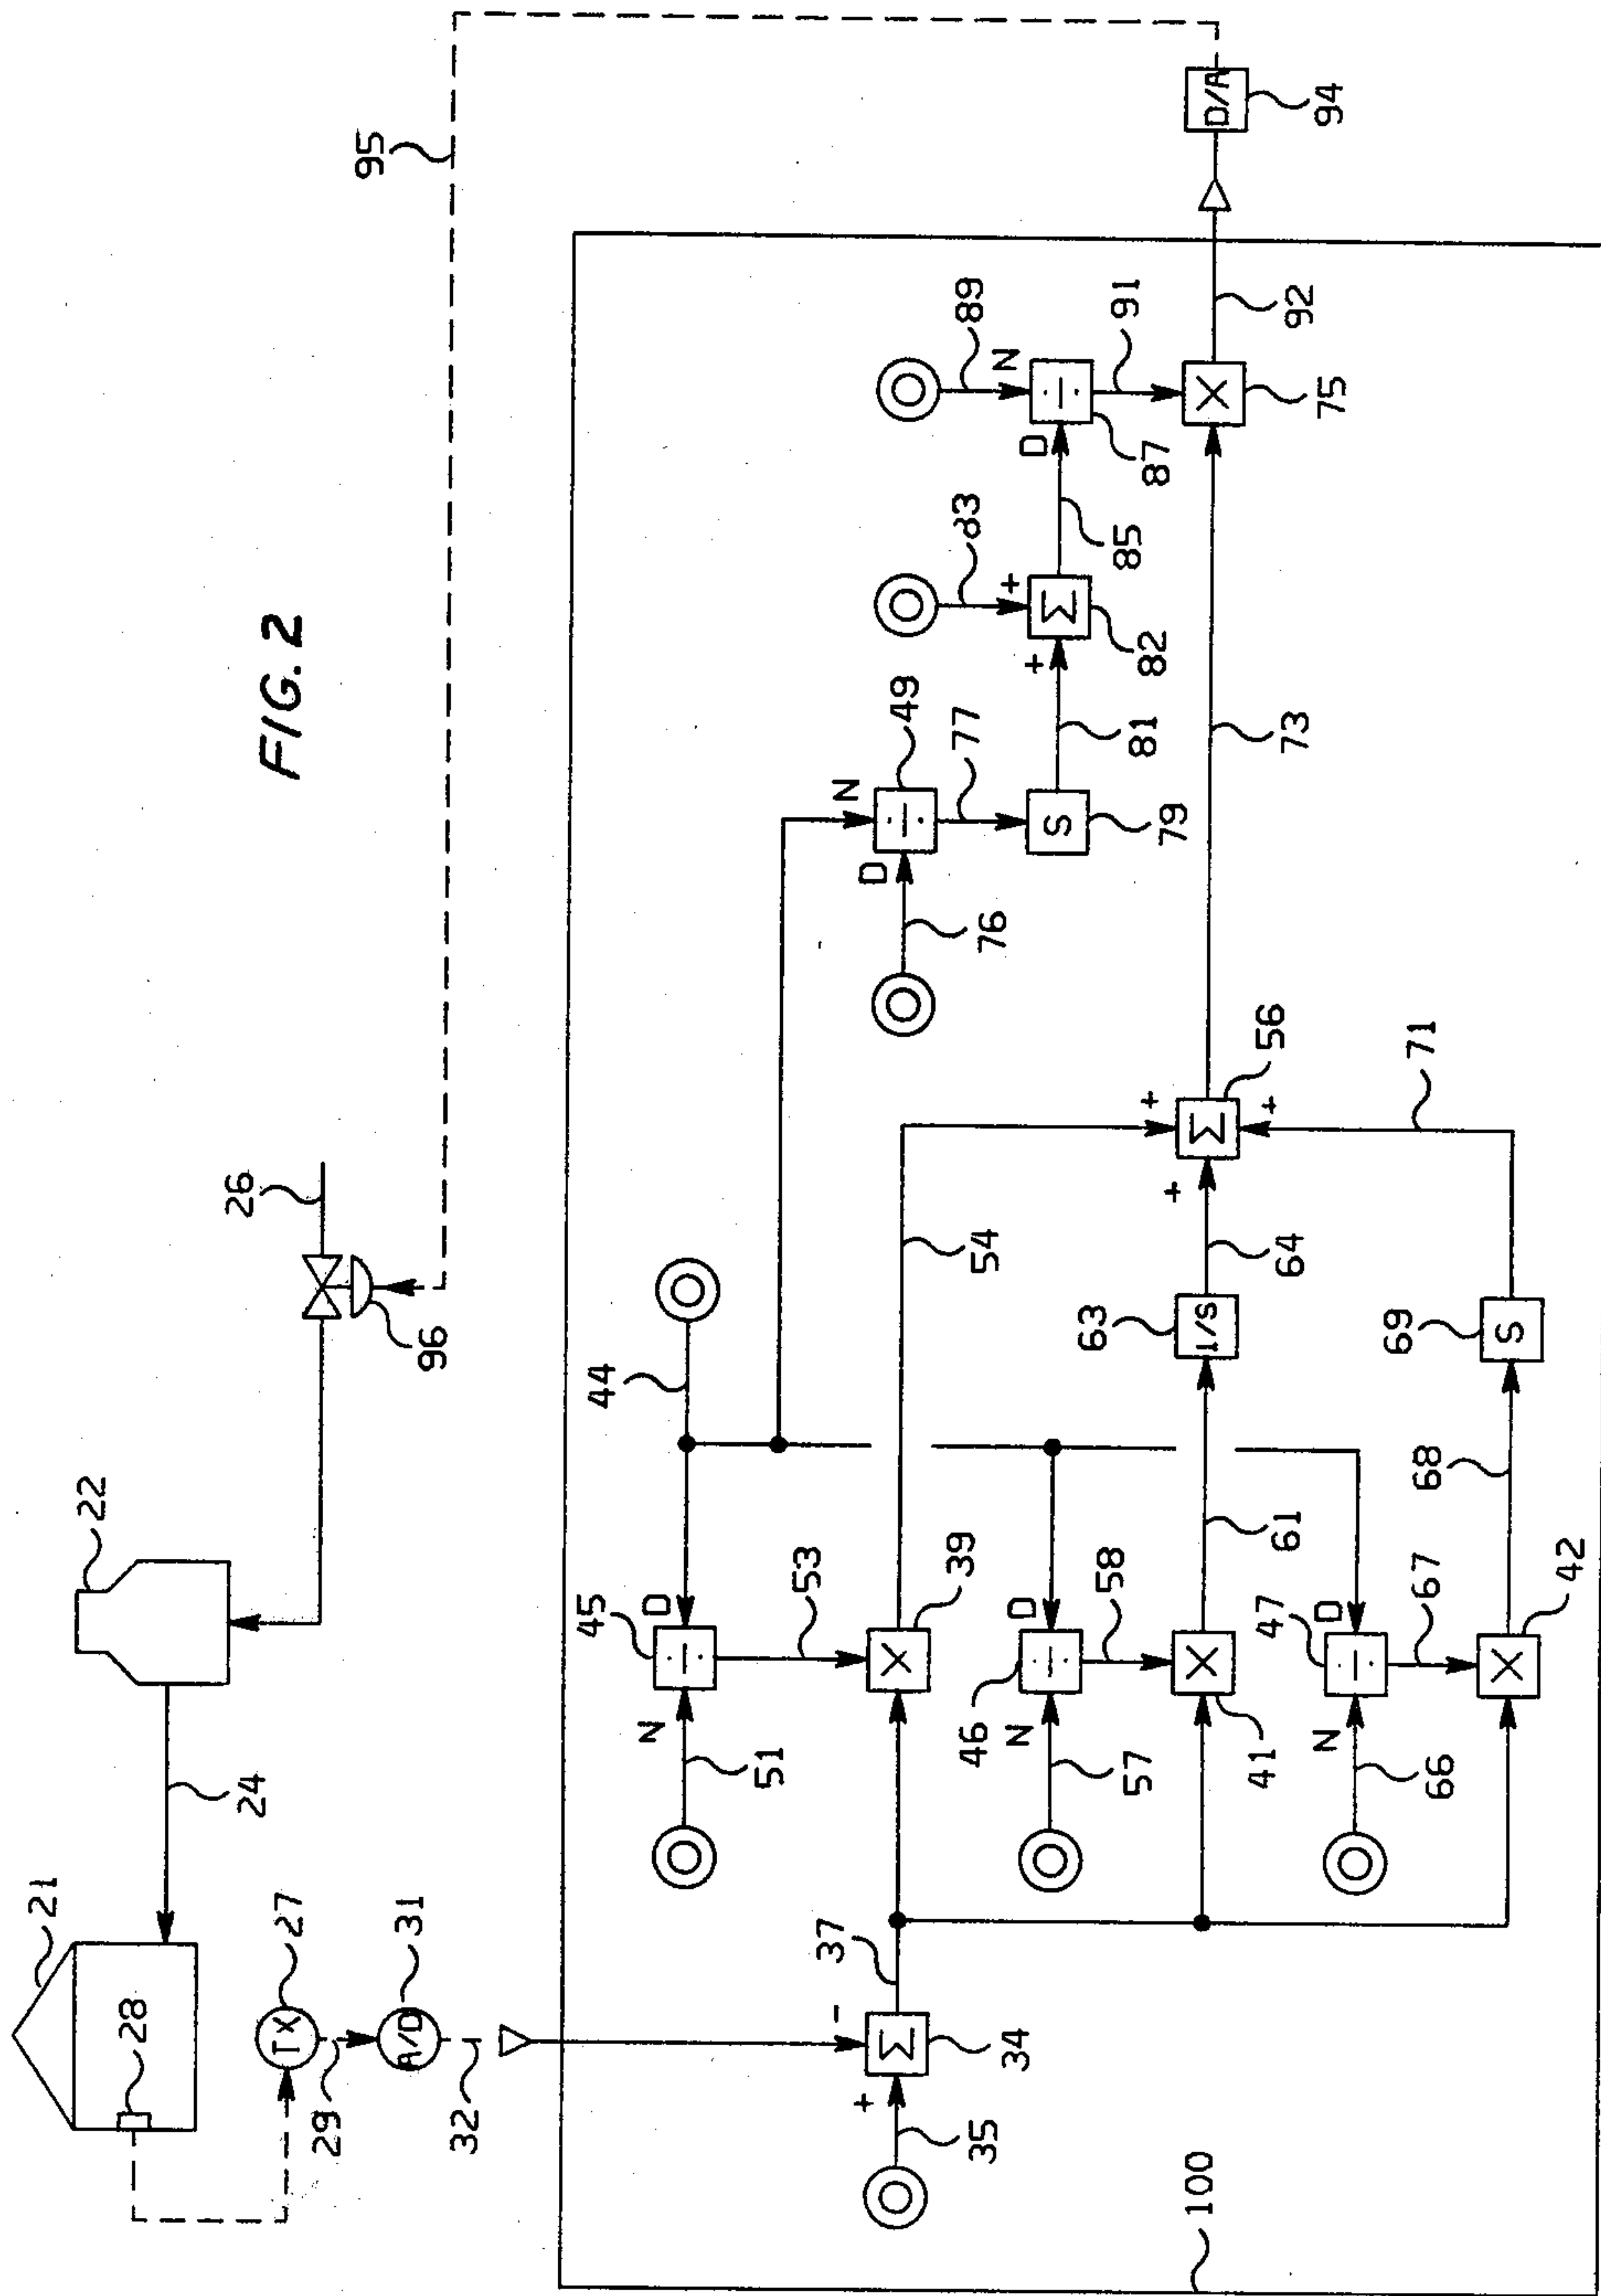 FIG. 2
21
28
24
22
26
96
95
27
TX
29
A/D
31
32
100
35
+
-
Σ
34
37
51
N
45
÷
D
44
53
X
39
54
57
N
46
÷
D
58
X
41
61
1/S
63
64
66
N
47
÷
D
67
X
42
68
S
69
71
+
+
+
Σ
56
73
76
D
N
÷
49
77
S
79
81
+
+
83
Σ
82
85
D
N
89
÷
87
91
X
75
92
D/A
94